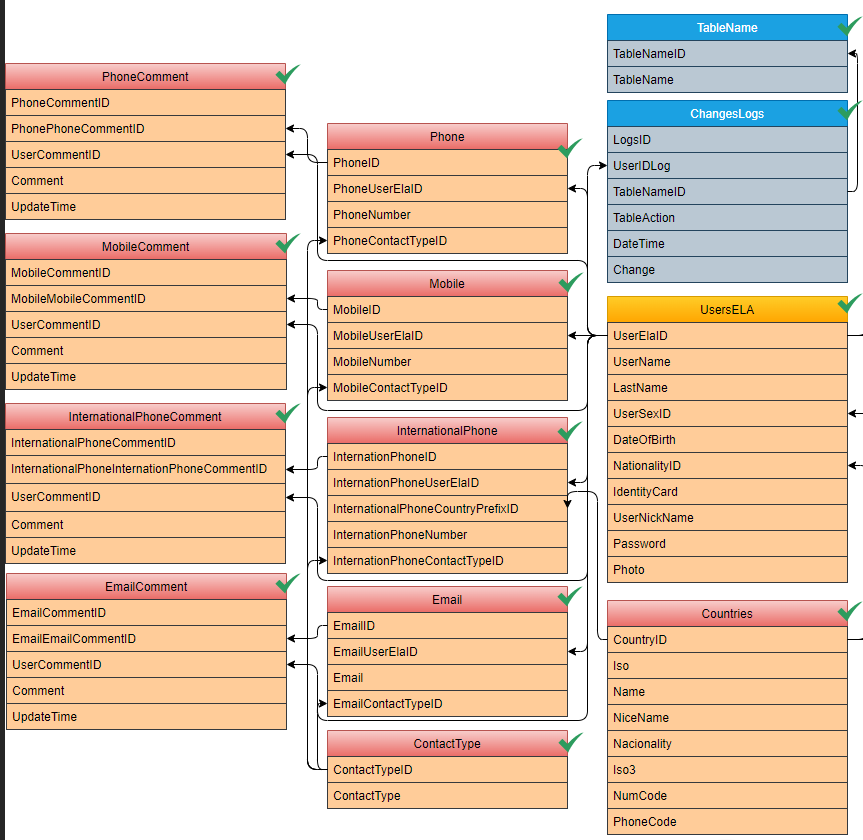 PhoneComment
PhoneCommentID
PhonePhoneCommentID
UserCommentID
Comment
UpdateTime
MobileComment
MobileCommentID
MobileMobileCommentID
UserCommentID
Comment
UpdateTime
InternationalPhoneComment
InternationalPhoneCommentID
InternationalPhoneInternationPhoneCommentID
UserCommentID
Comment
UpdateTime
EmailComment
EmailCommentID
EmailEmailCommentID
UserCommentID
Comment
UpdateTime
Phone
PhoneID
PhoneUserElaID
PhoneNumber
PhoneContactTypeID
Mobile
MobileID
MobileUserElaID
MobileNumber
MobileContactTypeID
InternationalPhone
InternationPhoneID
InternationPhoneUserElaID
InternationalPhoneCountryPrefixID
InternationPhoneNumber
InternationPhoneContactTypeID
Email
EmailID
EmailUserElaID
Email
EmailContactTypeID
ContactType
ContactTypeID
ContactType
TableName
TableNameID
TableName
ChangesLogs
LogsID
UserIDLog
TableNameID
TableAction
DateTime
Change
UsersELA
UserElaID
UserName
LastName
UserSexID
DateOfBirth
NationalityID
IdentityCard
UserNickName
Password
Photo
Countries
CountryID
Iso
Name
NiceName
Nacionality
Iso3
NumCode
PhoneCode